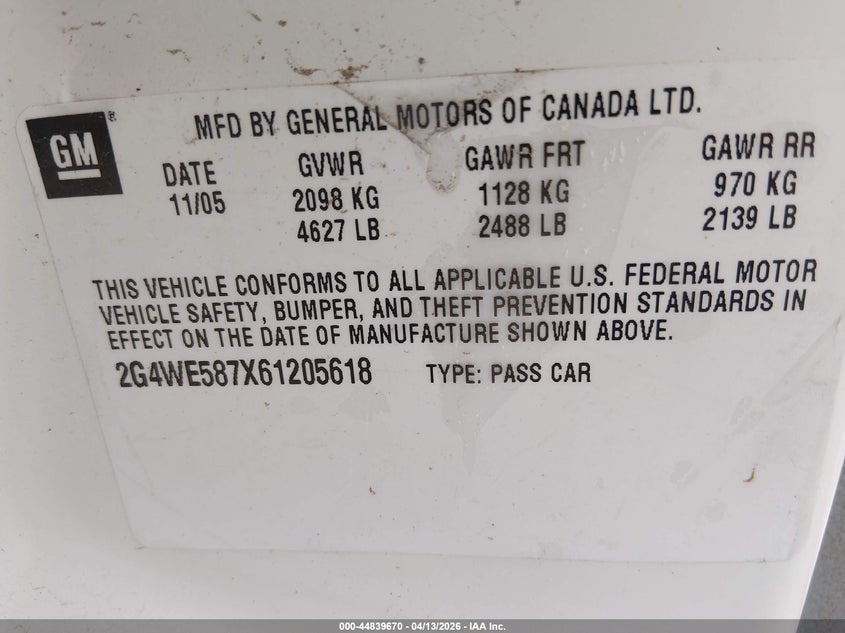 GM ®
MFD BY GENERAL MOTORS OF CANADA LTD.
DATE GVWR GAWR FRT GAWR RR
11/05 2098 KG 1128 KG 970 KG
4627 LB 2488 LB 2139 LB
THIS VEHICLE CONFORMS TO ALL APPLICABLE U.S. FEDERAL MOTOR
VEHICLE SAFETY, BUMPER, AND THEFT PREVENTION STANDARDS IN
EFFECT ON THE DATE OF MANUFACTURE SHOWN ABOVE.
2G4WE587X61205618 TYPE: PASS CAR
000-44839670 - 04/13/2026 - IAA Inc.